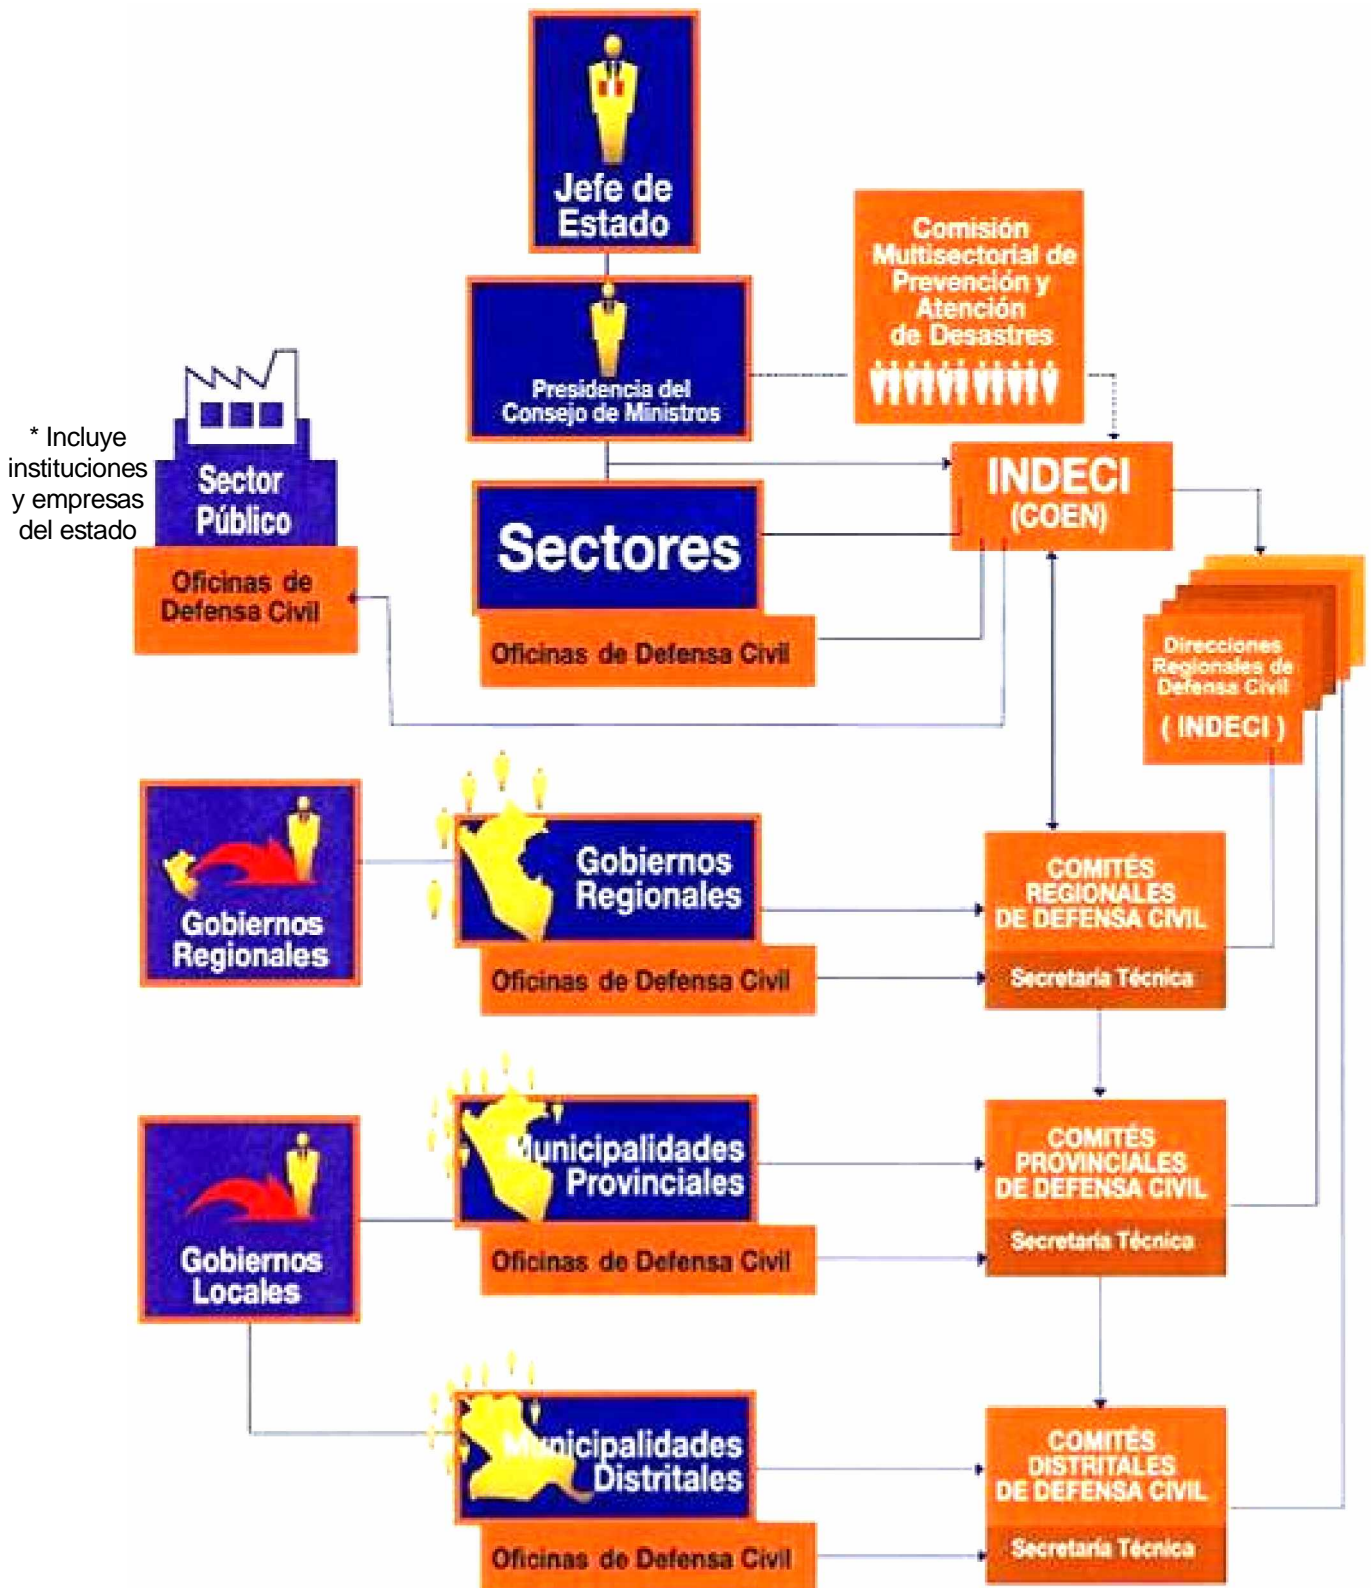 Jefe de
Estado
Comisión
Multisectorial de
Prevención y
Atención
de Desastres
Presidencia del
Consejo de Ministros
* Incluye
instituciones
y empresas
del estado
Sector
Público
Oficinas de
Defensa Civil
INDECI
(COEN)
Sectores
Oficinas de Defensa Civil
Direcciones
Regionales de
Defensa Civil
( INDECI )
Gobiernos
Regionales
Gobiernos
Regionales
Oficinas de Defensa Civil
COMITÉS
REGIONALES
DE DEFENSA CIVIL
Secretaría Técnica
Gobiernos
Locales
Municipalidades
Provinciales
Oficinas de Defensa Civil
COMITÉS
PROVINCIALES
DE DEFENSA CIVIL
Secretaría Técnica
Municipalidades
Distritales
Oficinas de Defensa Civil
COMITÉS
DISTRITALES
DE DEFENSA CIVIL
Secretaría Técnica